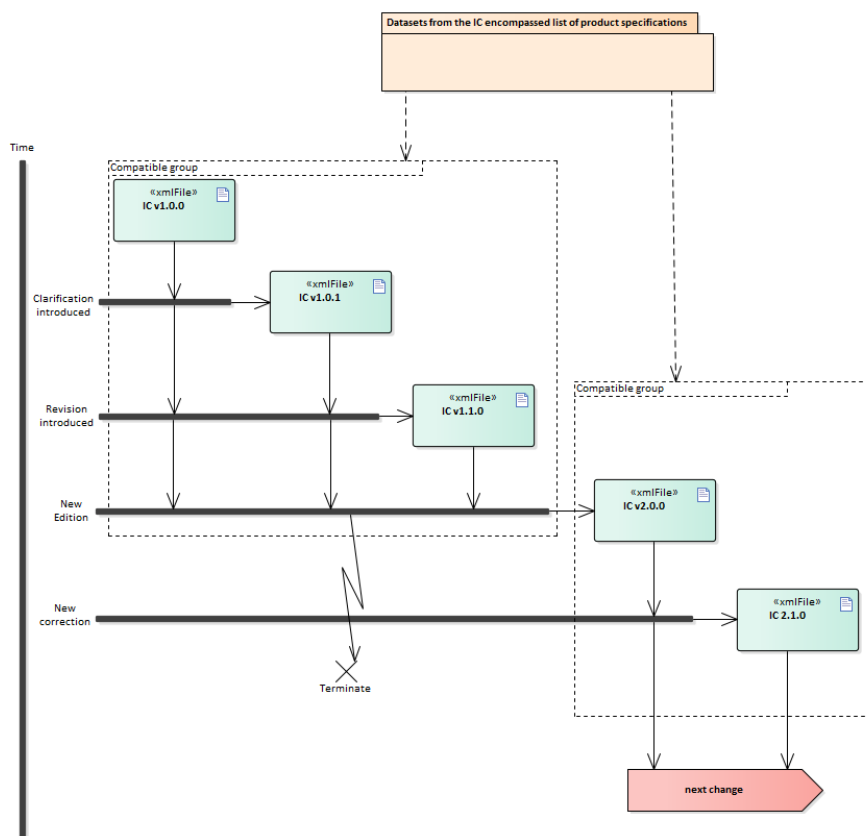 Datasets from the IC encompassed list of product specifications
Time
Compatible group
«xmlFile»
IC v1.0.0
«xmlFile»
IC v1.0.1
Clarification
introduced
Compatible group
«xmlFile»
IC v1.1.0
Revision
introduced
«xmlFile»
IC v2.0.0
New
Edition
«xmlFile»
IC 2.1.0
New
correction
Terminate
next change